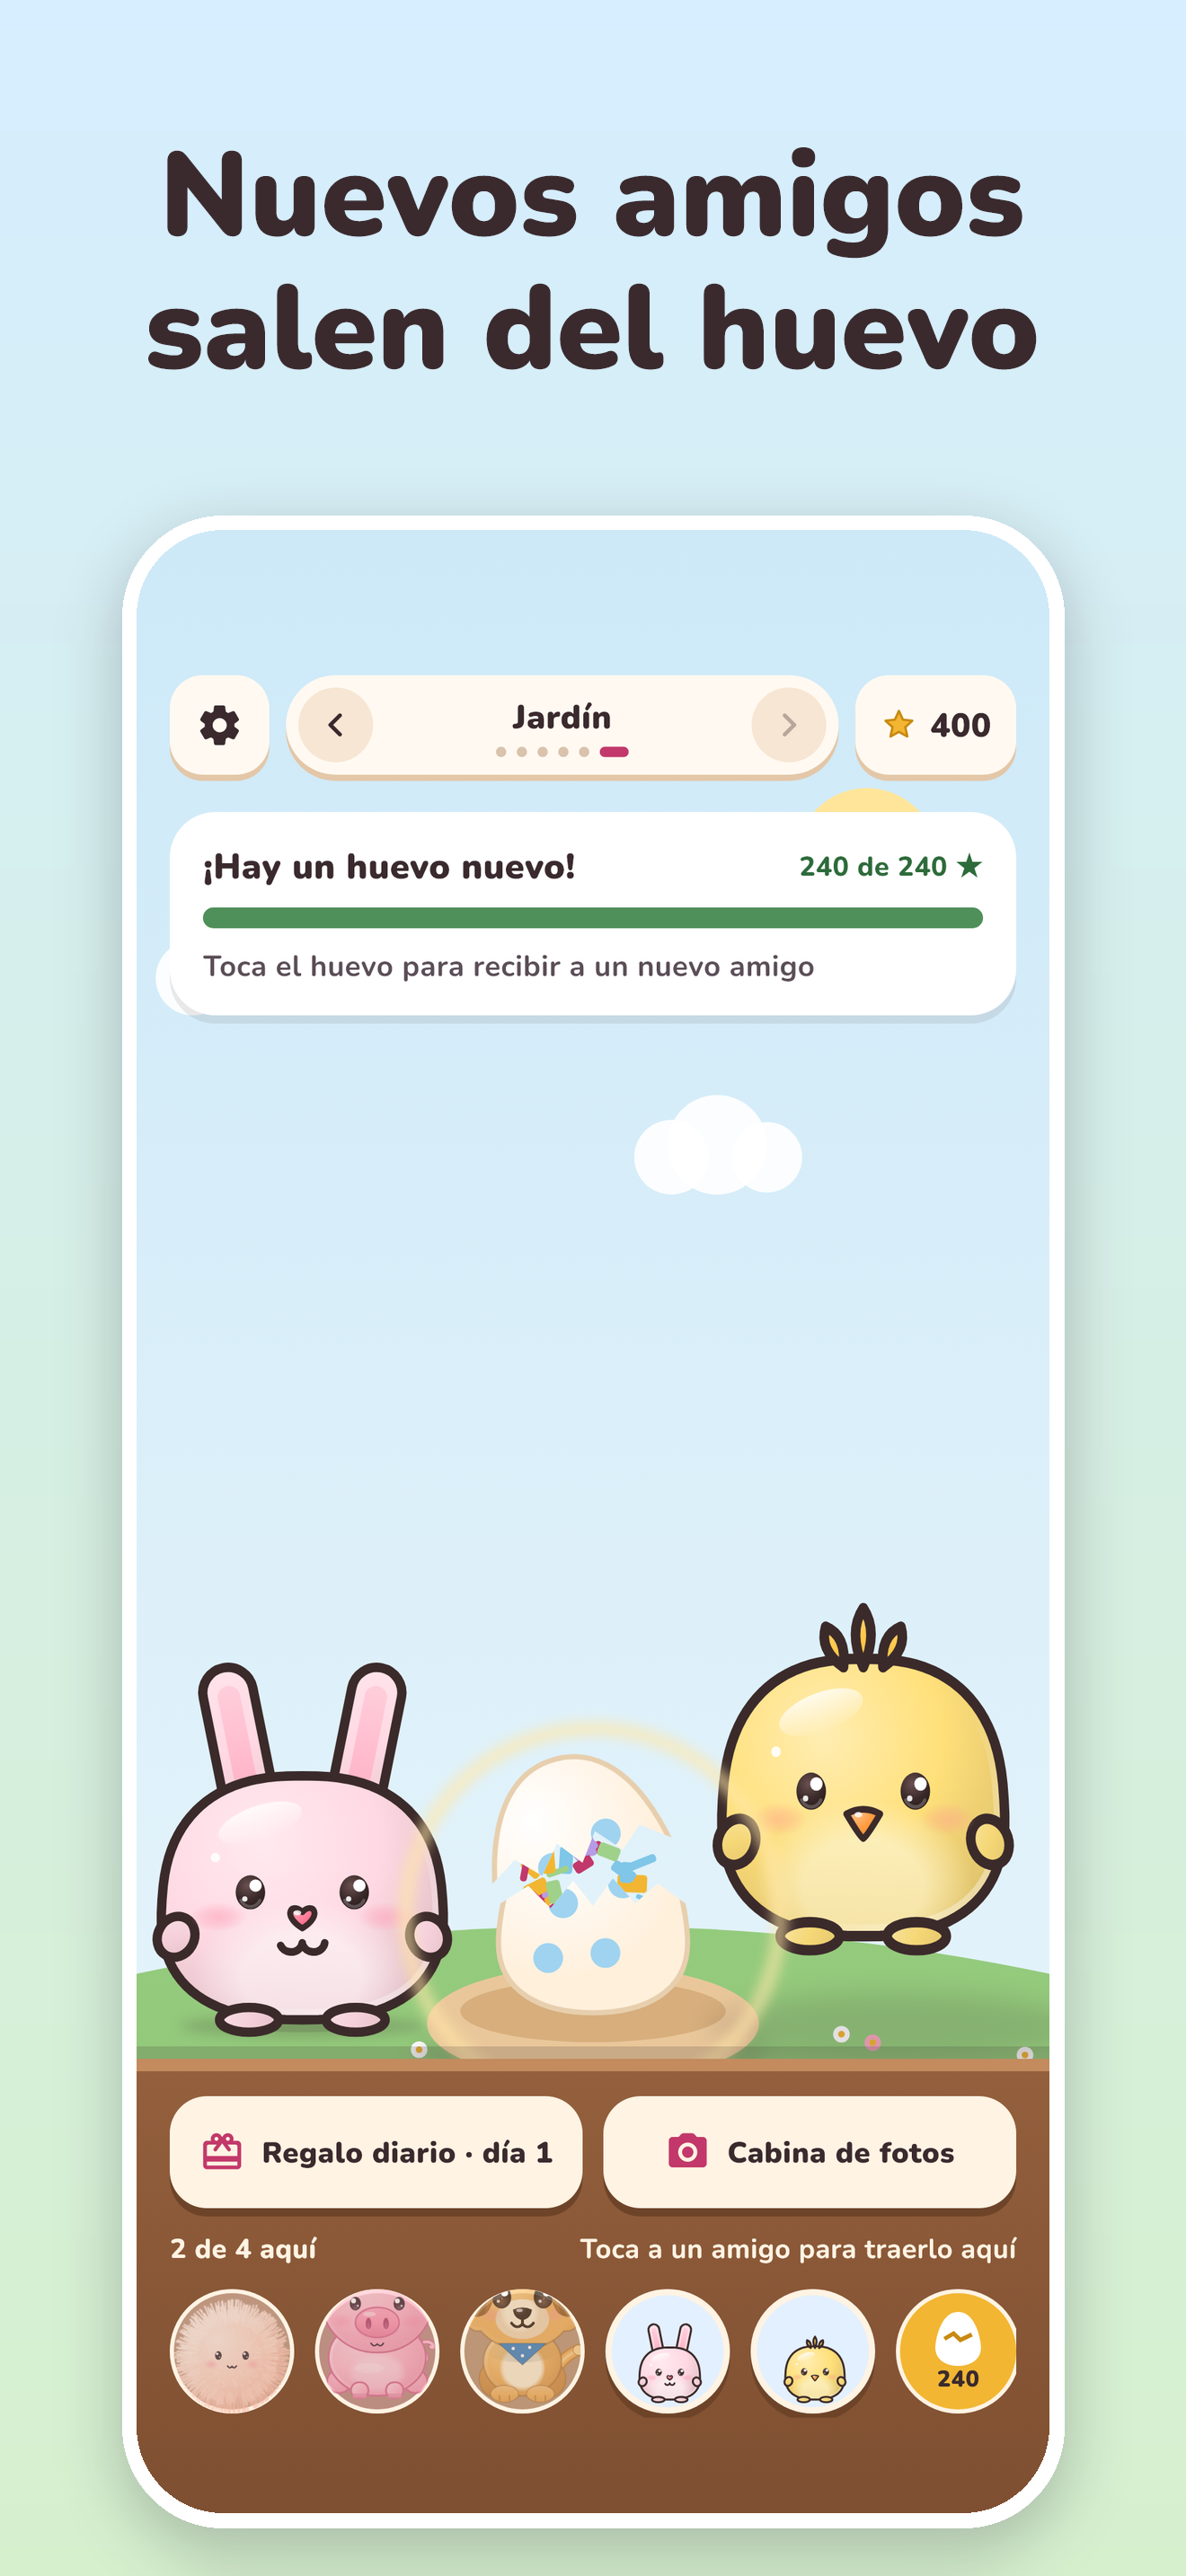 Nuevos amigos
salen del huevo
Jardín
400
¡Hay un huevo nuevo!
240 de 240 ★
Toca el huevo para recibir a un nuevo amigo
Regalo diario · día 1
Cabina de fotos
2 de 4 aquí
Toca a un amigo para traerlo aquí
240